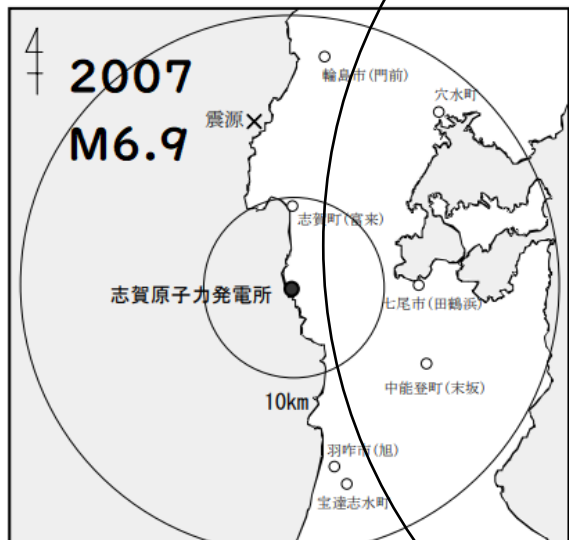 2007
M6.9
輪島市(門前)
穴水町
震源
志賀町(富来)
志賀原子力発電所
七尾市(田鶴浜)
中能登町(末坂)
10km
羽咋市(旭)
宝達志水町